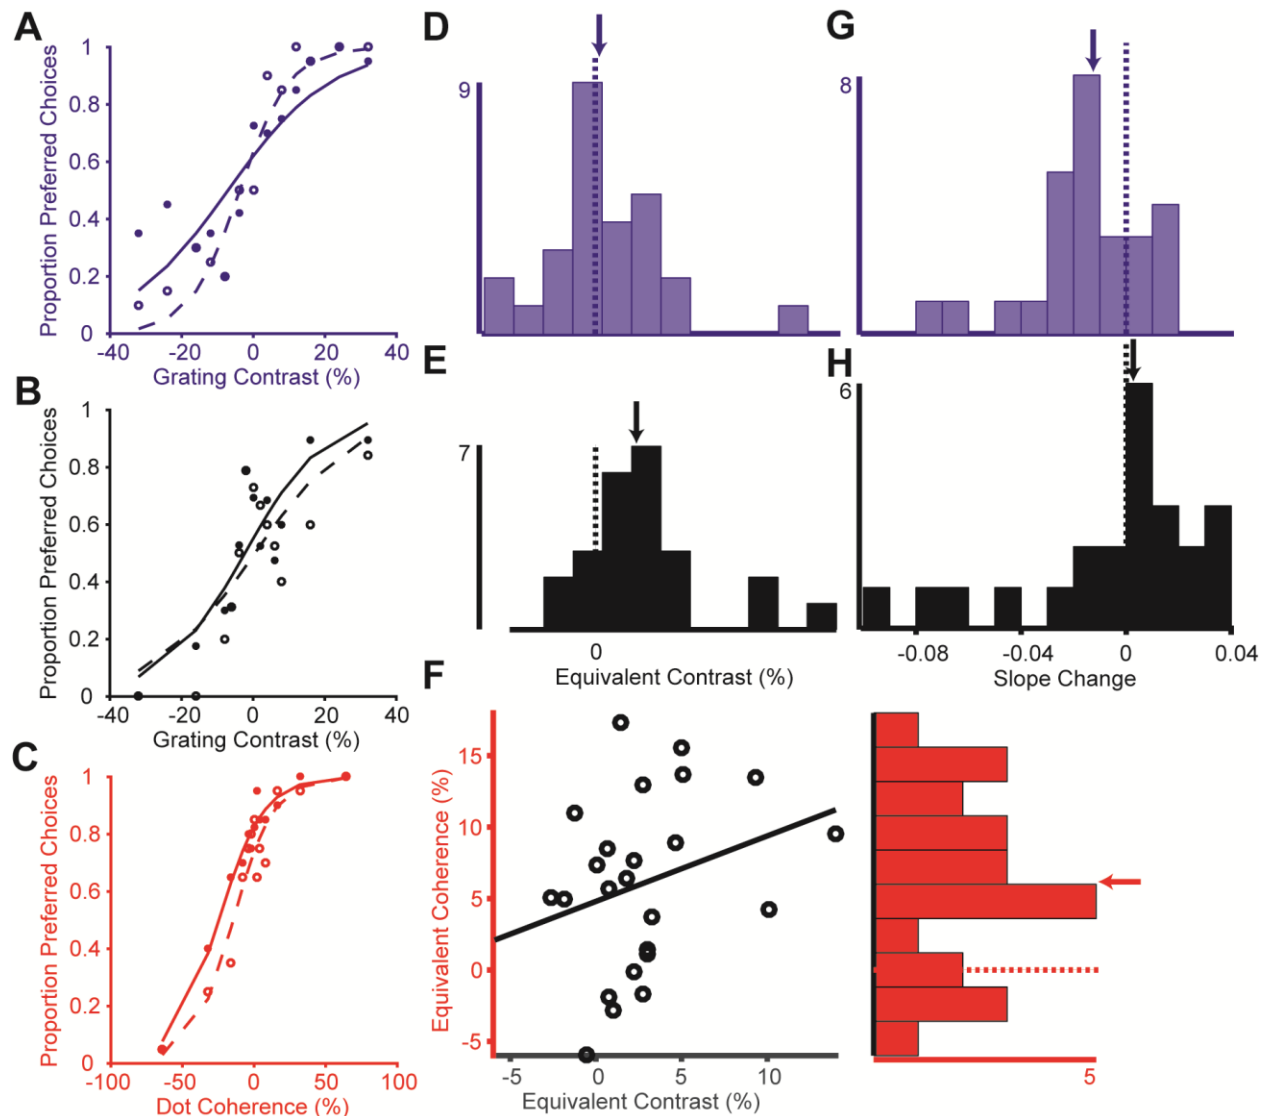 A
Proportion Preferred Choices
1
0.8
0.6
0.4
0.2
0
-40 -20 0 20 40
Grating Contrast (%)
B
Proportion Preferred Choices
1
0.8
0.6
0.4
0.2
0
-40 -20 0 20 40
Grating Contrast (%)
C
Proportion Preferred Choices
1
0.8
0.6
0.4
0.2
0
-100 -50 0 50 100
Dot Coherence (%)
D
9
E
7
0
Equivalent Contrast (%)
F
Equivalent Coherence (%)
15
10
5
0
-5
-5 0 5 10
Equivalent Contrast (%)
5
G
8
H
6
-0.08 -0.04 0 0.04
Slope Change